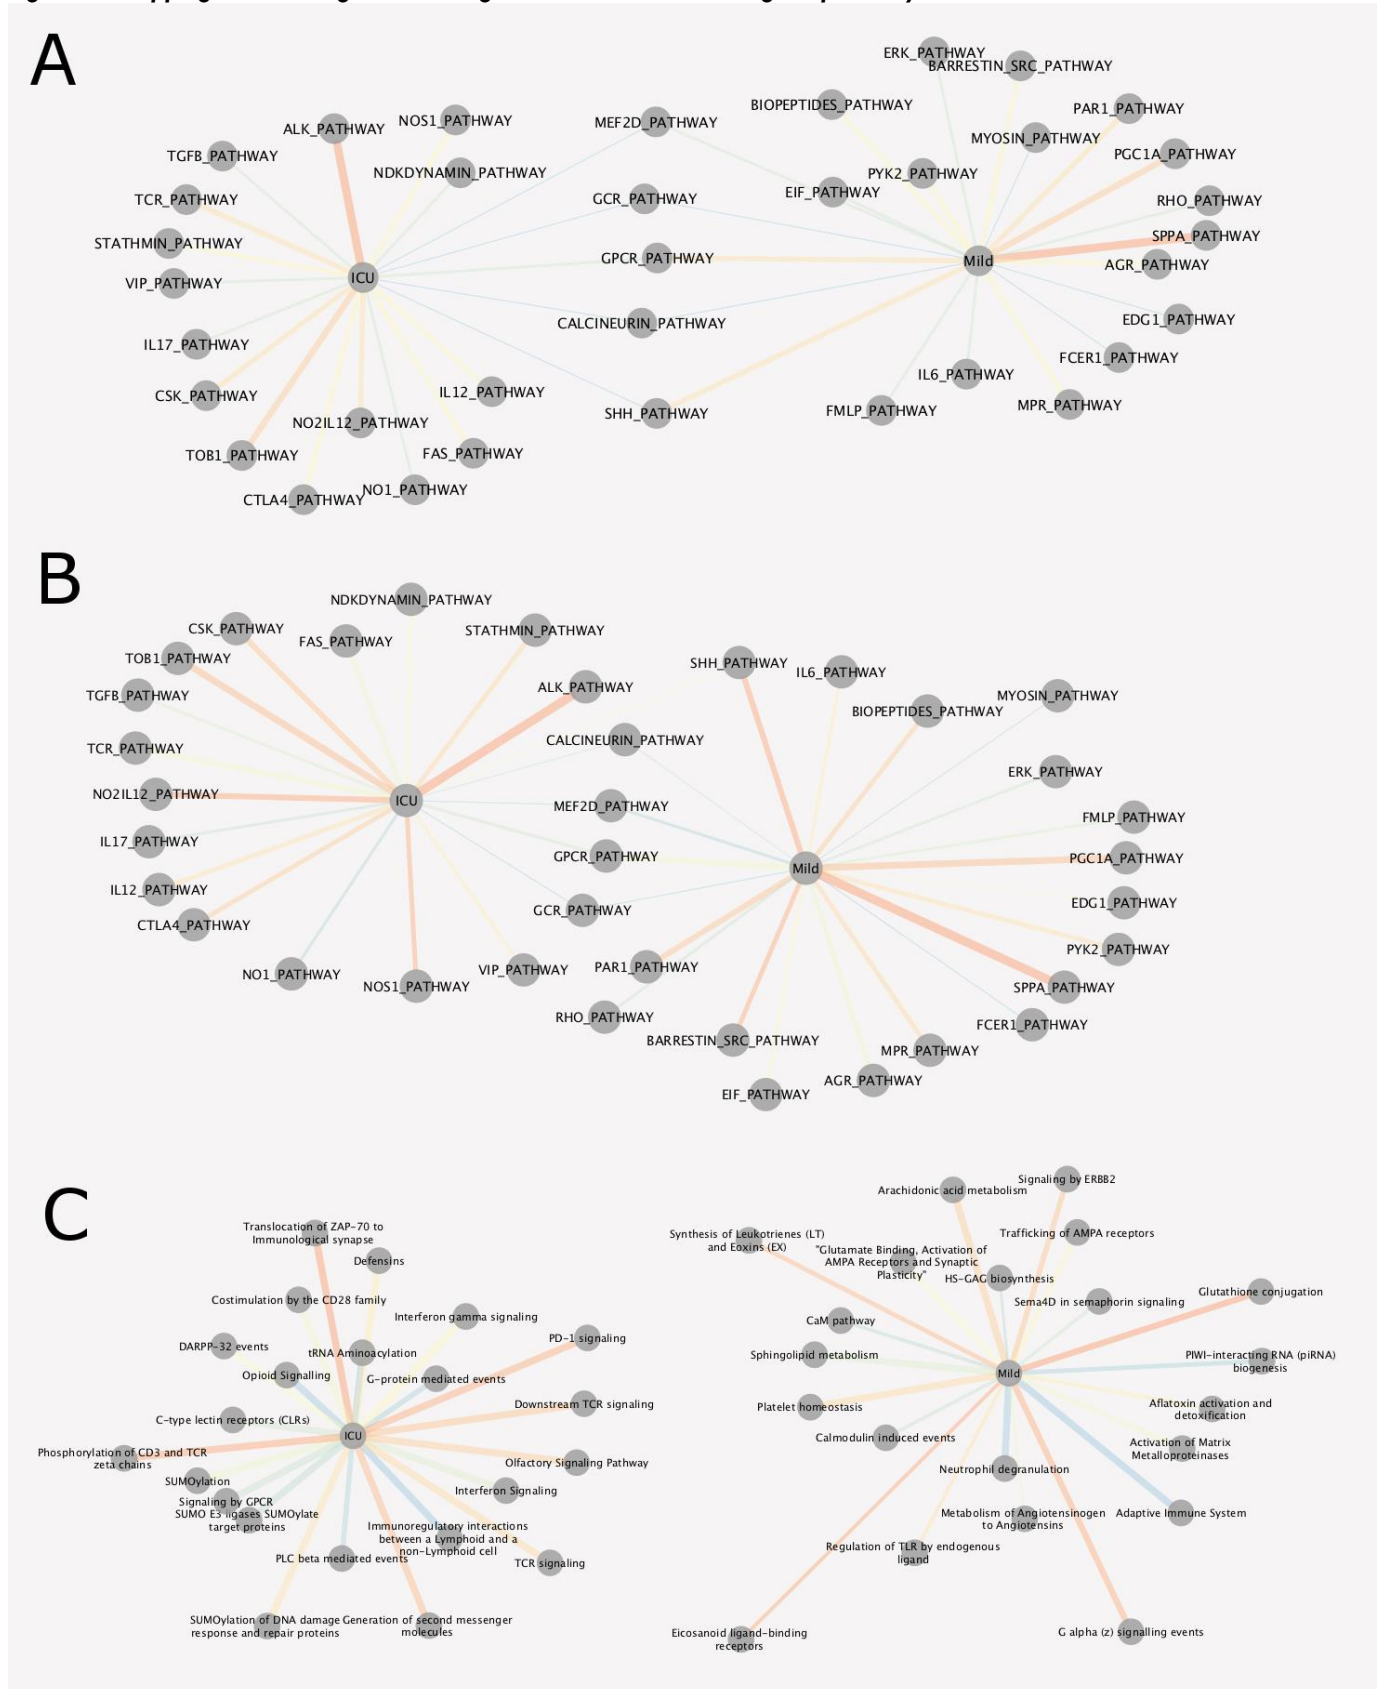 A
ERK_PATHWAY
BARRESTIN_SRC_PATHWAY
BIOPEPTIDES_PATHWAY
PAR1_PATHWAY
ALK_PATHWAY
NOS1_PATHWAY
MEF2D_PATHWAY
MYOSIN_PATHWAY
TGFB_PATHWAY
PGC1A_PATHWAY
NDKDYNAMIN_PATHWAY
PYK2_PATHWAY
TCR_PATHWAY
GCR_PATHWAY
EIF_PATHWAY
RHO_PATHWAY
STATHMIN_PATHWAY
SPPA_PATHWAY
GPCR_PATHWAY
Mild
AGR_PATHWAY
VIP_PATHWAY
ICU
CALCINEURIN_PATHWAY
EDG1_PATHWAY
IL17_PATHWAY
FCER1_PATHWAY
IL6_PATHWAY
CSK_PATHWAY
IL12_PATHWAY
NO2IL12_PATHWAY
SHH_PATHWAY
FMLP_PATHWAY
MPR_PATHWAY
TOB1_PATHWAY
FAS_PATHWAY
CTLA4_PATHWAY
NO1_PATHWAY
B
NDKDYNAMIN_PATHWAY
CSK_PATHWAY
FAS_PATHWAY
STATHMIN_PATHWAY
TOB1_PATHWAY
SHH_PATHWAY
IL6_PATHWAY
TGFB_PATHWAY
ALK_PATHWAY
MYOSIN_PATHWAY
BIOPEPTIDES_PATHWAY
TCR_PATHWAY
CALCINEURIN_PATHWAY
ERK_PATHWAY
NO2IL12_PATHWAY
ICU
MEF2D_PATHWAY
FMLP_PATHWAY
IL17_PATHWAY
GPCR_PATHWAY
Mild
PGC1A_PATHWAY
IL12_PATHWAY
GCR_PATHWAY
EDG1_PATHWAY
CTLA4_PATHWAY
PYK2_PATHWAY
NO1_PATHWAY
NOS1_PATHWAY
VIP_PATHWAY
PAR1_PATHWAY
SPPA_PATHWAY
RHO_PATHWAY
FCER1_PATHWAY
BARRESTIN_SRC_PATHWAY
MPR_PATHWAY
EIF_PATHWAY
AGR_PATHWAY
C
Translocation of ZAP-70 to
Immunological synapse
Defensins
Costimulation by the CD28 family
Interferon gamma signaling
DARPP-32 events
tRNA Aminoacylation
PD-1 signaling
Opioid Signalling
G-protein mediated events
C-type lectin receptors (CLRs)
Downstream TCR signaling
ICU
Phosphorylation of CD3 and TCR
zeta chains
Olfactory Signaling Pathway
SUMOylation
Interferon Signaling
Signaling by GPCR
SUMO E3 ligases SUMOylate
target proteins
Immunoregulatory interactions
between a Lymphoid and a
non-Lymphoid cell
PLC beta mediated events
TCR signaling
SUMOylation of DNA damage
response and repair proteins
Generation of second messenger
molecules
Arachidonic acid metabolism
Signaling by ERBB2
Synthesis of Leukotrienes (LT)
and Eoxins (EX)
Trafficking of AMPA receptors
"Glutamate Binding, Activation of
AMPA Receptors and Synaptic
Plasticity"
HS-GAG biosynthesis
Glutathione conjugation
Sema4D in semaphorin signaling
CaM pathway
Sphingolipid metabolism
PIWI-interacting RNA (piRNA)
biogenesis
Mild
Platelet homeostasis
Aflatoxin activation and
detoxification
Calmodulin induced events
Activation of Matrix
Metalloproteinases
Neutrophil degranulation
Metabolism of Angiotensinogen
to Angiotensins
Adaptive Immune System
Regulation of TLR by endogenous
ligand
Eicosanoid ligand-binding
receptors
G alpha (z) signalling events